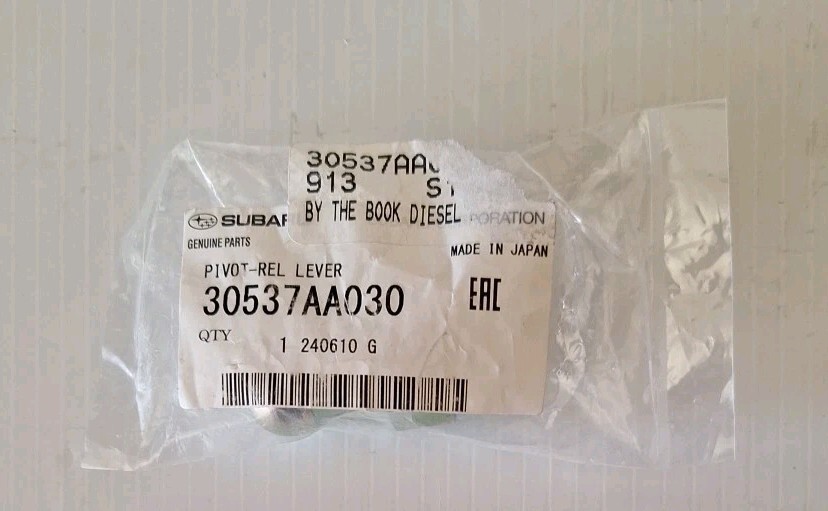 30537AA
913 S
BY THE BOOK DIESEL
SUBAR PORATION
GENUINE PARTS
MADE IN JAPAN
PIVOT-REL LEVER
30537AA030
EAC
QTY 1 240610 G